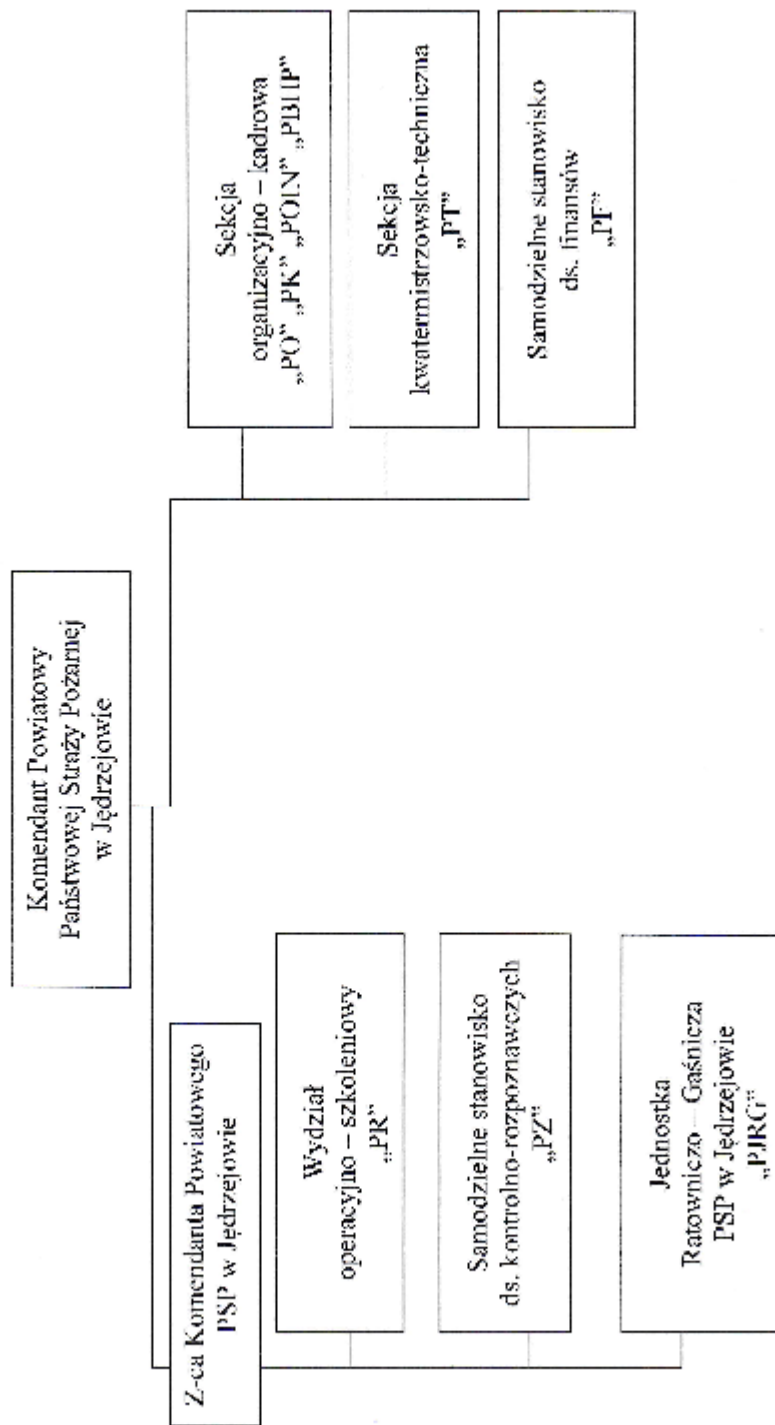 Komendant Powiatowy
Państwowej Straży Pożarnej
w Jędrzejowie
Z-ca Komendanta Powiatowego
PSP w Jędrzejowie
Wydział
operacyjno – szkoleniowy
„PR”
Samodzielne stanowisko
ds. kontrolno-rozpoznawczych
„PZ”
Jednostka
Ratowniczo – Gaśnicza
PSP w Jędrzejowie
„PJRG”
Sekcja
organizacyjno – kadrowa
„PO” „PK” „POIN” „PBHP”
Sekcja
kwatermistrzowsko-techniczna
„PT”
Samodzielne stanowisko
ds. finansów
„PF”